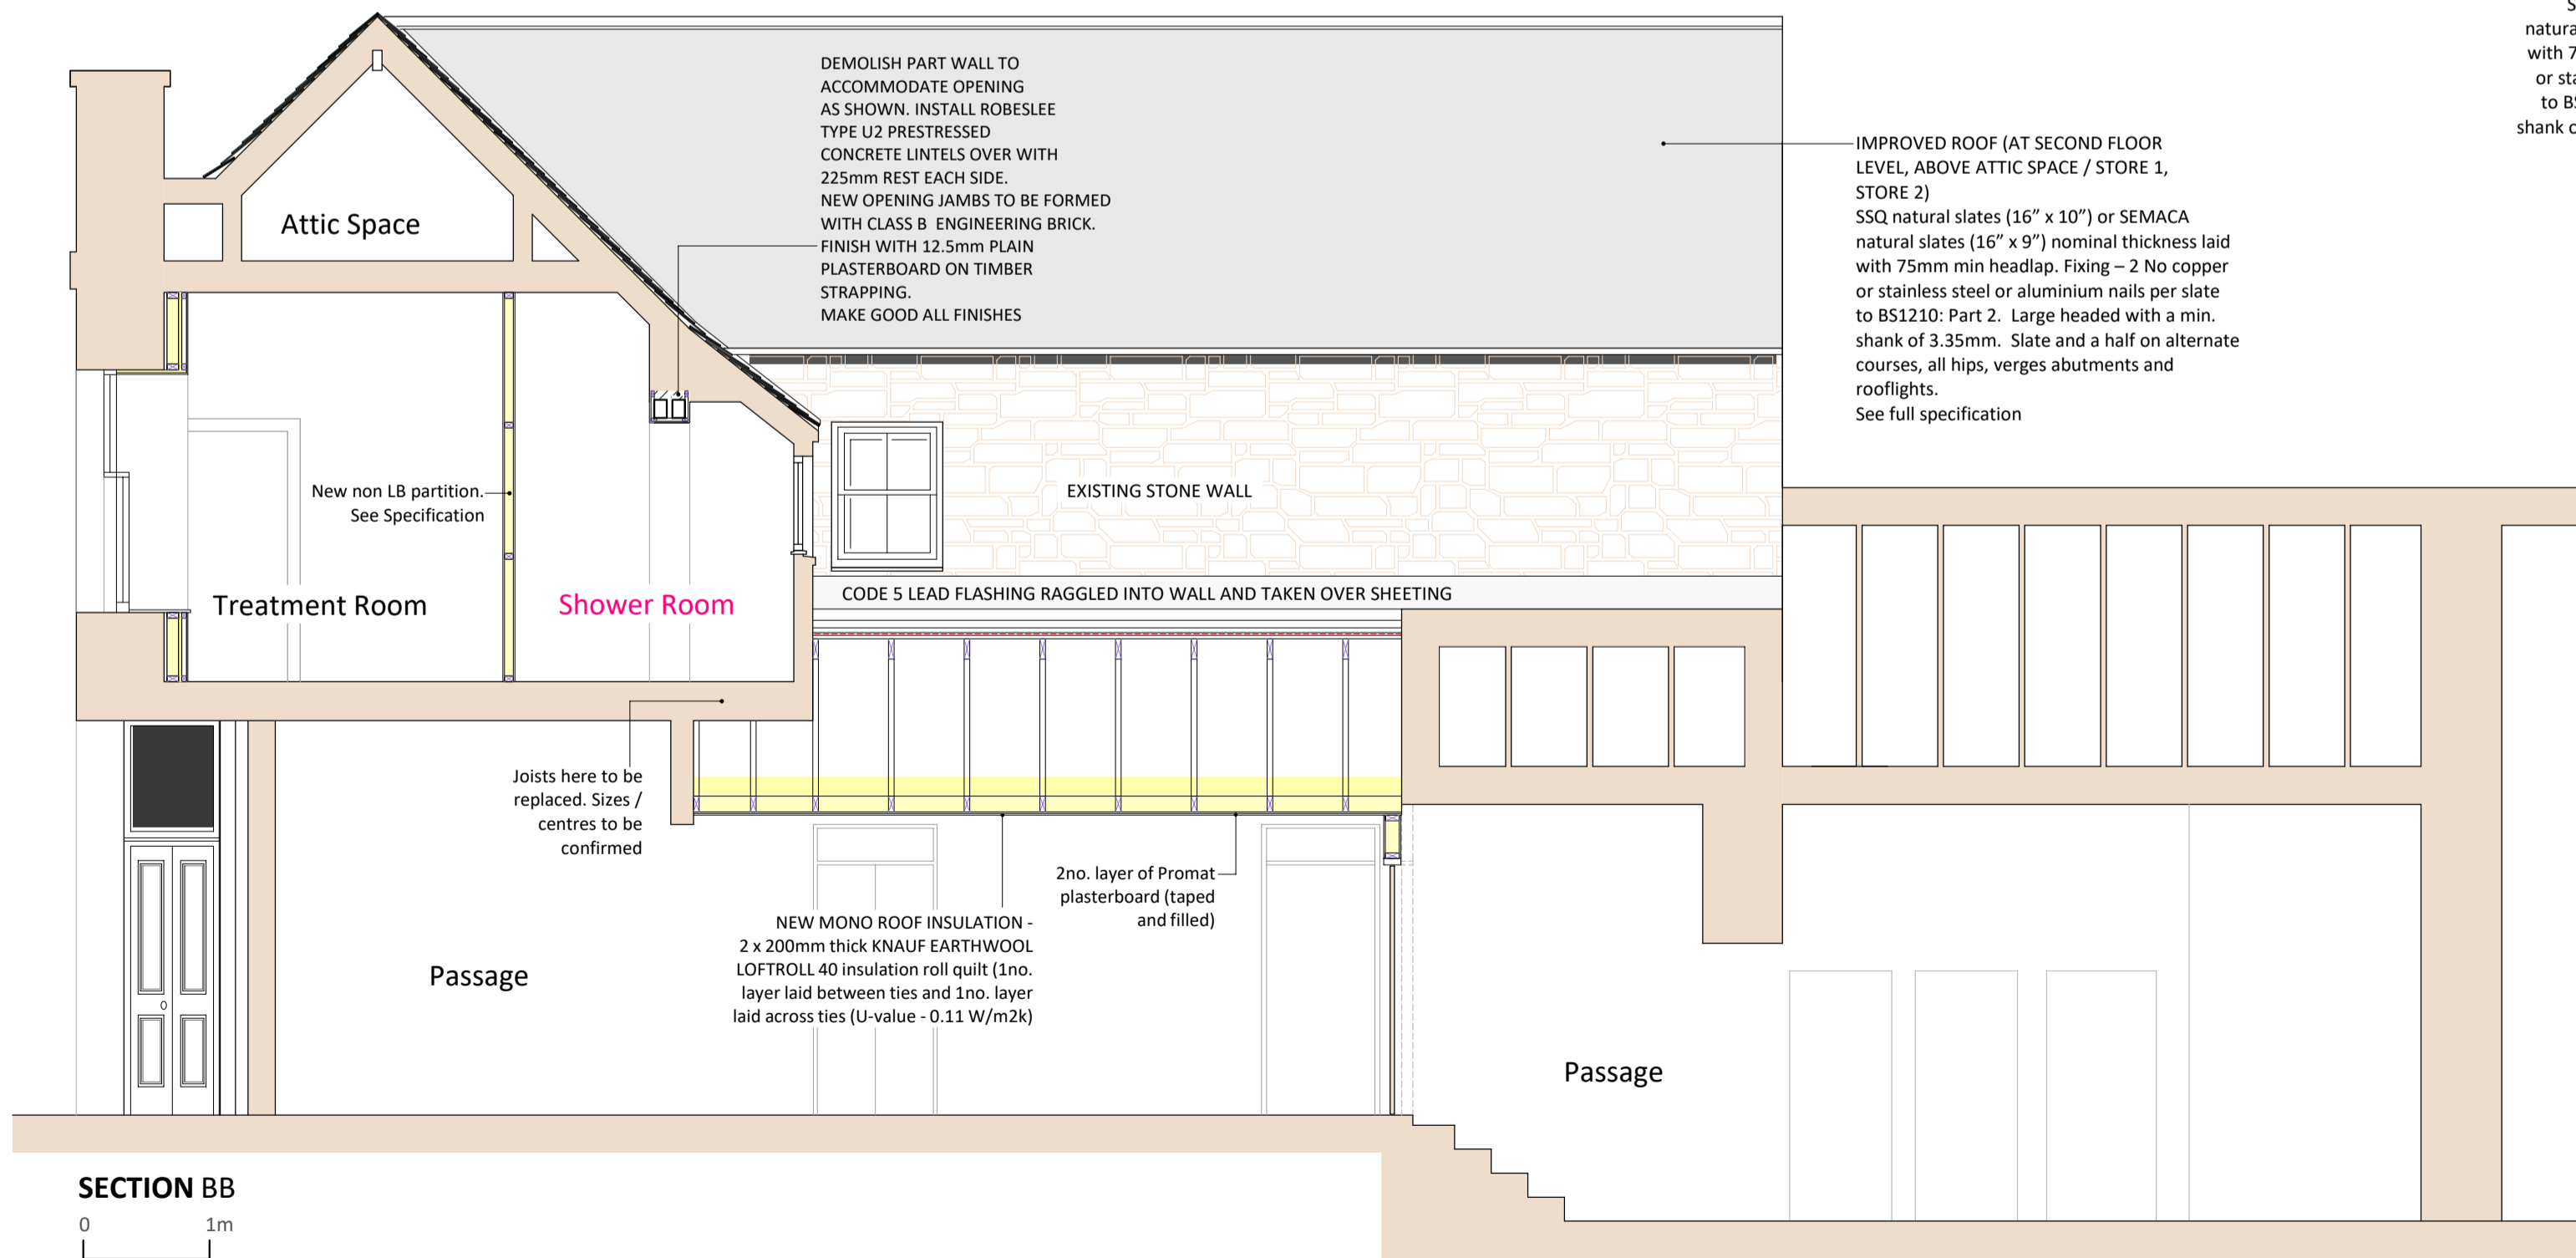 DEMOLISH PART WALL TO
ACCOMMODATE OPENING
AS SHOWN. INSTALL ROBESLEE
TYPE U2 PRESTRESSED
CONCRETE LINTELS OVER WITH
225mm REST EACH SIDE.
NEW OPENING JAMBS TO BE FORMED
WITH CLASS B ENGINEERING BRICK.
FINISH WITH 12.5mm PLAIN
PLASTERBOARD ON TIMBER
STRAPPING.
MAKE GOOD ALL FINISHES
natura
with 7
or sta
to BS
shank o
IMPROVED ROOF (AT SECOND FLOOR
LEVEL, ABOVE ATTIC SPACE / STORE 1,
STORE 2)
SSQ natural slates (16” x 10”) or SEMACA
natural slates (16” x 9”) nominal thickness laid
with 75mm min headlap. Fixing – 2 No copper
or stainless steel or aluminium nails per slate
to BS1210: Part 2. Large headed with a min.
shank of 3.35mm. Slate and a half on alternate
courses, all hips, verges abutments and
rooflights.
See full specification
Attic Space
New non LB partition.
See Specification
EXISTING STONE WALL
Treatment Room
Shower Room
CODE 5 LEAD FLASHING RAGGLED INTO WALL AND TAKEN OVER SHEETING
Joists here to be
replaced. Sizes /
centres to be
confirmed
2no. layer of Promat
plasterboard (taped
and filled)
NEW MONO ROOF INSULATION -
2 x 200mm thick KNAUF EARTHWOOL
LOFTROLL 40 insulation roll quilt (1no.
layer laid between ties and 1no. layer
laid across ties (U-value - 0.11 W/m2k)
Passage
Passage
SECTION BB
0 1m